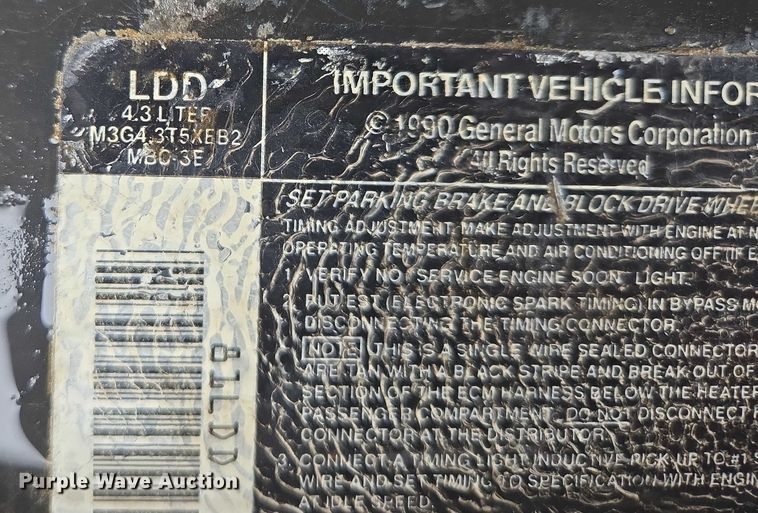 LDD
4.3 LITER
M3G4.3T5XEB2
MBC-3E
IMPORTANT VEHICLE INFOR
© 1990 General Motors Corporation
All Rights Reserved
SET PARKING BRAKE AND BLOCK DRIVE WHEE
TIMING ADJUSTMENT. MAKE ADJUSTMENT WITH ENGINE AT N
OPERATING TEMPERATURE AND AIR CONDITIONING OFF (IF E
1. VERIFY NO "SERVICE ENGINE SOON" LIGHT.
2. PUT EST (ELECTRONIC SPARK TIMING) IN BYPASS MO
DISCONNECTING THE TIMING CONNECTOR.
NOTE THIS IS A SINGLE WIRE SEALED CONNECTOR
ARE TAN WITH A BLACK STRIPE AND BREAK OUT OF
SECTION OF THE ECM HARNESS BELOW THE HEATER
PASSENGER COMPARTMENT. DO NOT DISCONNECT
CONNECTOR AT THE DISTRIBUTOR.
3. CONNECT A TIMING LIGHT INDUCTIVE PICK-UP TO #1 S
WIRE AND SET TIMING TO SPECIFICATION WITH ENGIN
AT IDLE SPEED.
LDD
Purple Wave Auction
Purple Wave Auction